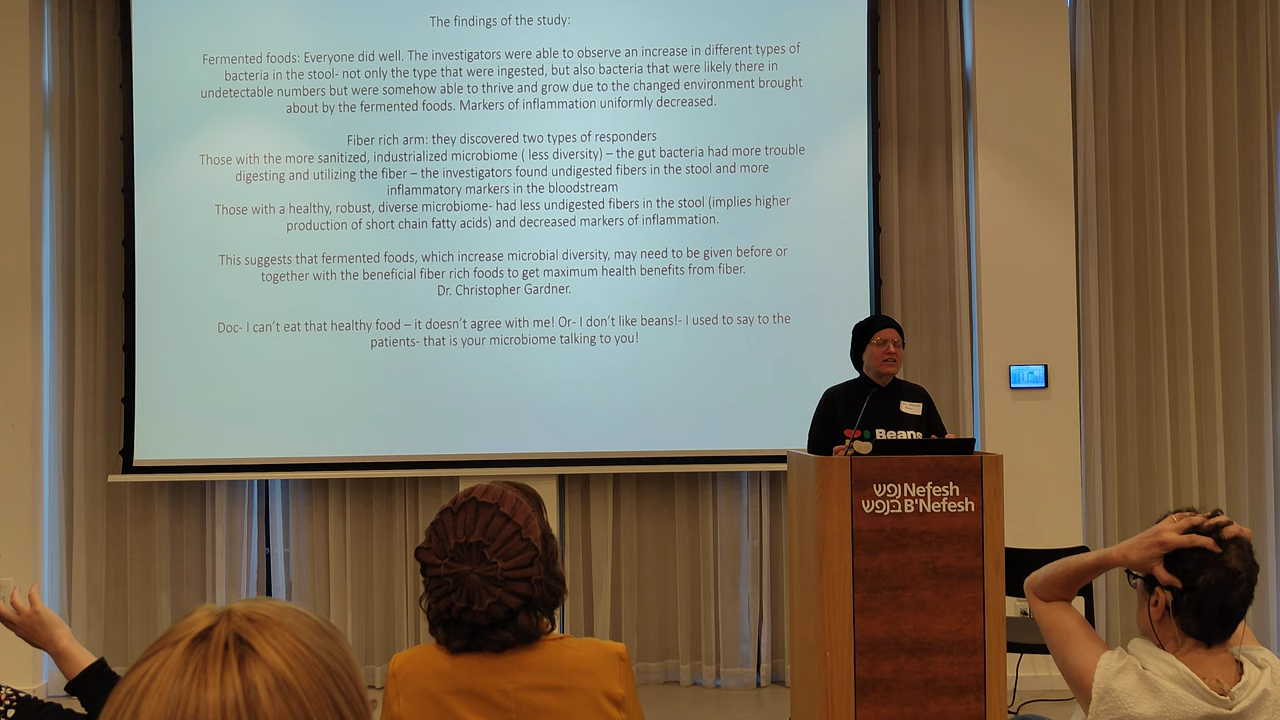 The findings of the study:
Fermented foods: Everyone did well. The investigators were able to observe an increase in different types of
bacteria in the stool- not only the type that were ingested, but also bacteria that were likely there in
undetectable numbers but were somehow able to thrive and grow due to the changed environment brought
about by the fermented foods. Markers of inflammation uniformly decreased.
Fiber rich arm: they discovered two types of responders
Those with the more sanitized, industrialized microbiome ( less diversity) – the gut bacteria had more trouble
digesting and utilizing the fiber – the investigators found undigested fibers in the stool and more
inflammatory markers in the bloodstream
Those with a healthy, robust, diverse microbiome- had less undigested fibers in the stool (implies higher
production of short chain fatty acids) and decreased markers of inflammation.
This suggests that fermented foods, which increase microbial diversity, may need to be given before or
together with the beneficial fiber rich foods to get maximum health benefits from fiber.
Dr. Christopher Gardner.
Doc- I can't eat that healthy food – it doesn't agree with me! Or- I don't like beans!- I used to say to the
patients- that is your microbiome talking to you!
Beans
נפש Nefesh
בנפש B'Nefesh